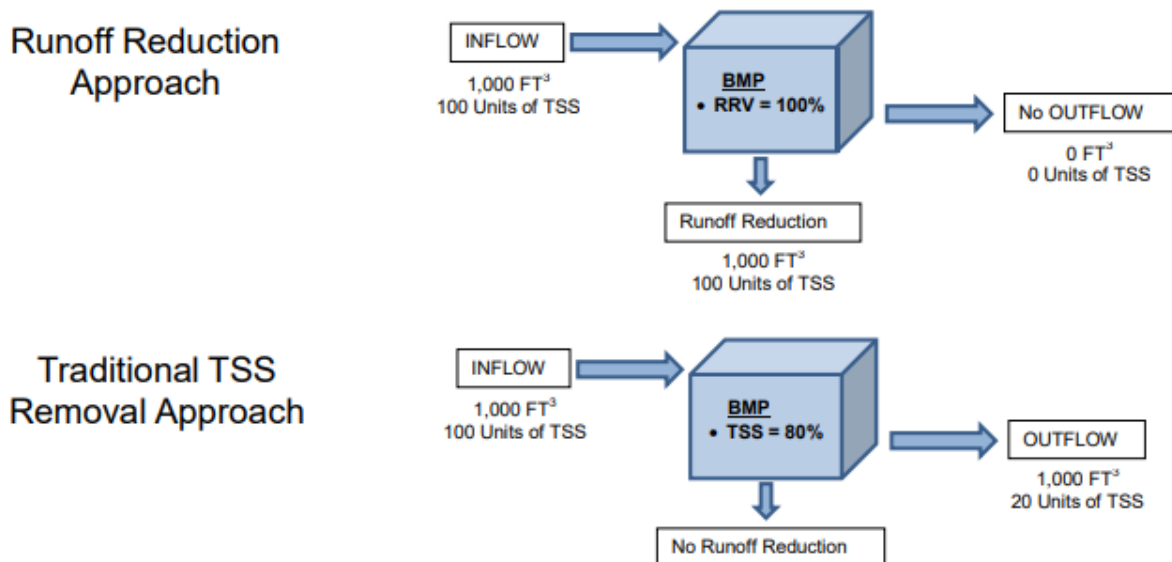 Runoff Reduction
Approach
INFLOW
1,000 FT³
100 Units of TSS
BMP
• RRV = 100%
No OUTFLOW
0 FT³
0 Units of TSS
Runoff Reduction
1,000 FT³
100 Units of TSS
Traditional TSS
Removal Approach
INFLOW
1,000 FT³
100 Units of TSS
BMP
• TSS = 80%
OUTFLOW
1,000 FT³
20 Units of TSS
No Runoff Reduction